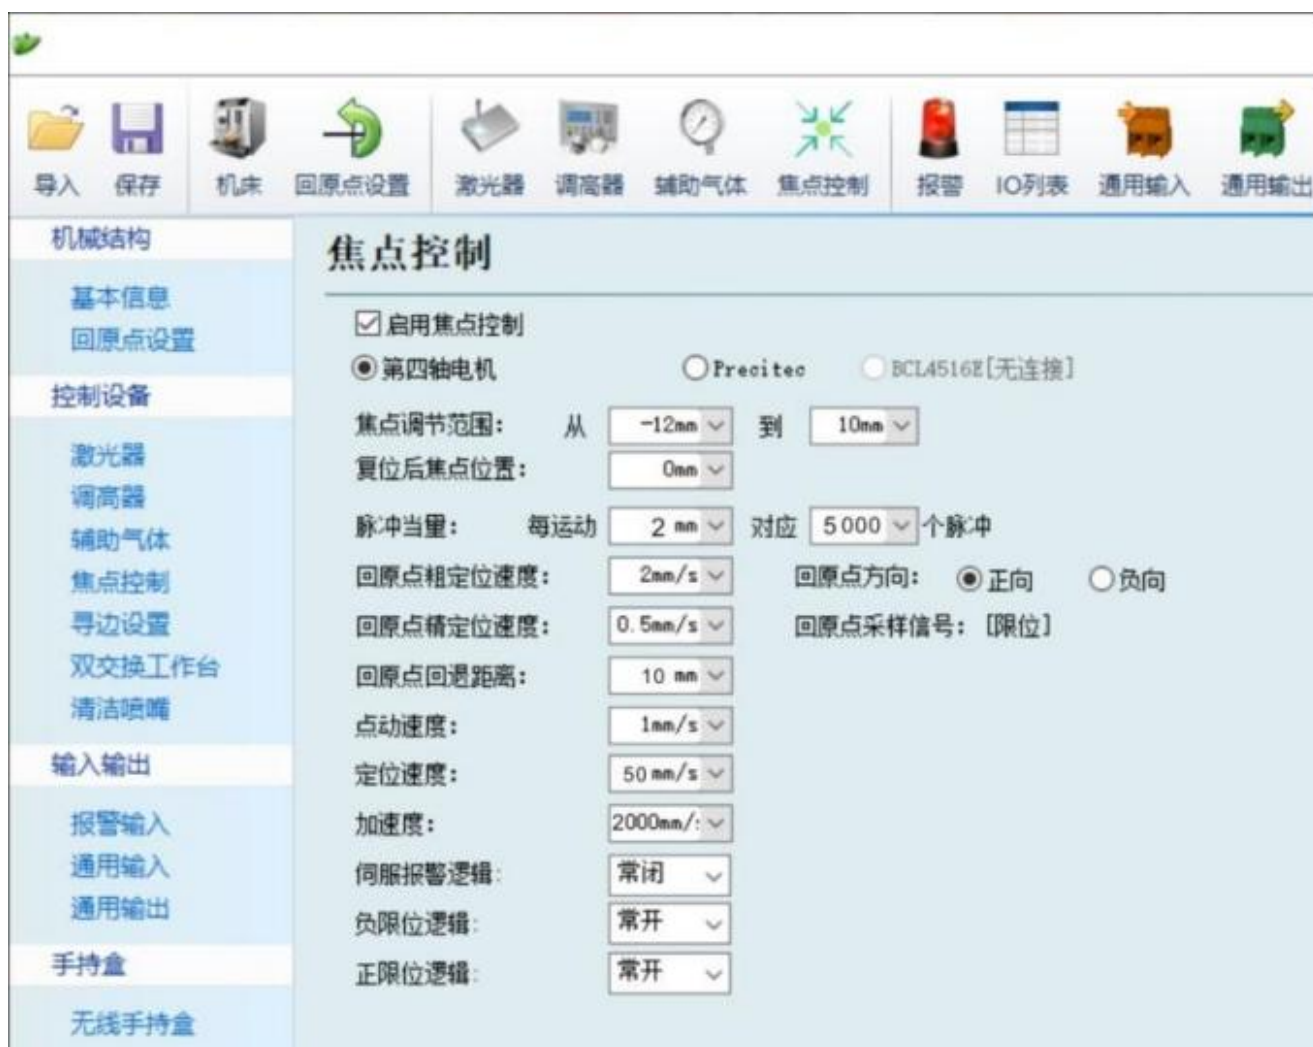 导入 保存 机床 回原点设置 激光器 调高器 辅助气体 焦点控制 报警 IO列表 通用输入 通用输出
机械结构
基本信息
回原点设置
控制设备
激光器
调高器
辅助气体
焦点控制
寻边设置
双交换工作台
清洁喷嘴
输入输出
报警输入
通用输入
通用输出
手持盒
无线手持盒
焦点控制
启用焦点控制
第四轴电机 Precitec BCL4516E[无连接]
焦点调节范围: 从 -12mm 到 10mm
复位后焦点位置: 0mm
脉冲当量: 每运动 2 mm 对应 5000 个脉冲
回原点粗定位速度: 2mm/s 回原点方向: 正向 负向
回原点精定位速度: 0.5mm/s 回原点采样信号: [限位]
回原点回退距离: 10 mm
点动速度: 1mm/s
定位速度: 50 mm/s
加速度: 2000mm/:
伺服报警逻辑: 常闭
负限位逻辑: 常开
正限位逻辑: 常开